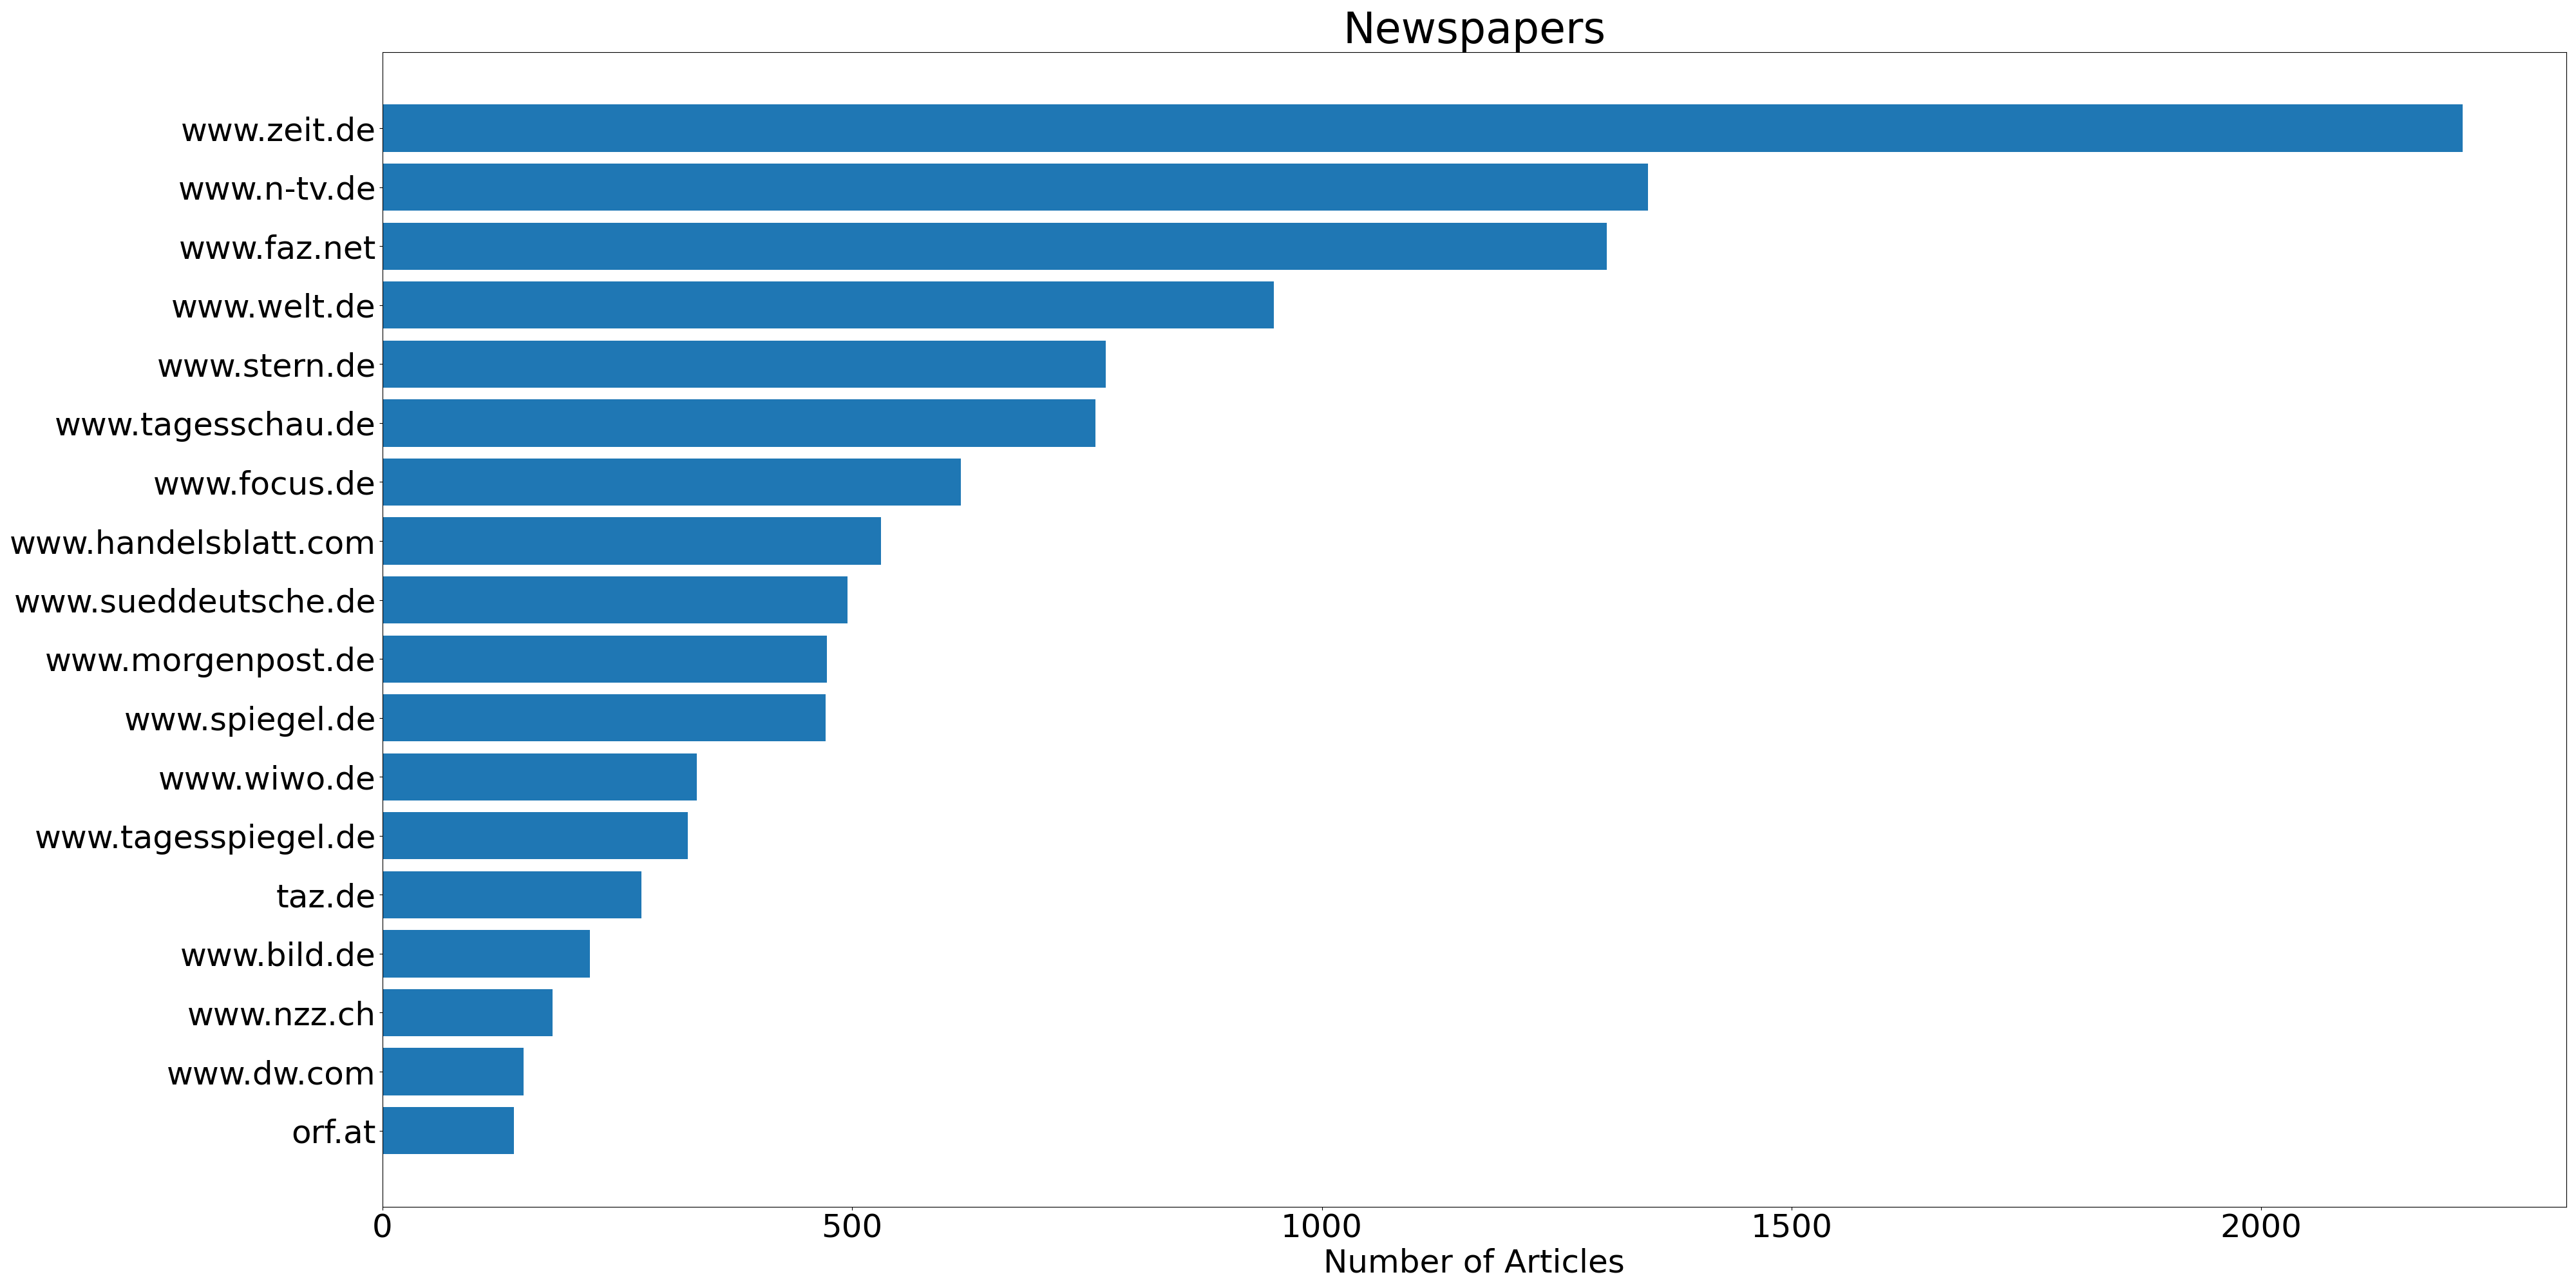 Newspapers
www.zeit.de
www.n-tv.de
www.faz.net
www.welt.de
www.stern.de
www.tagesschau.de
www.focus.de
www.handelsblatt.com
www.sueddeutsche.de
www.morgenpost.de
www.spiegel.de
www.wiwo.de
www.tagesspiegel.de
taz.de
www.bild.de
www.nzz.ch
www.dw.com
orf.at
0 500 1000 1500 2000
Number of Articles